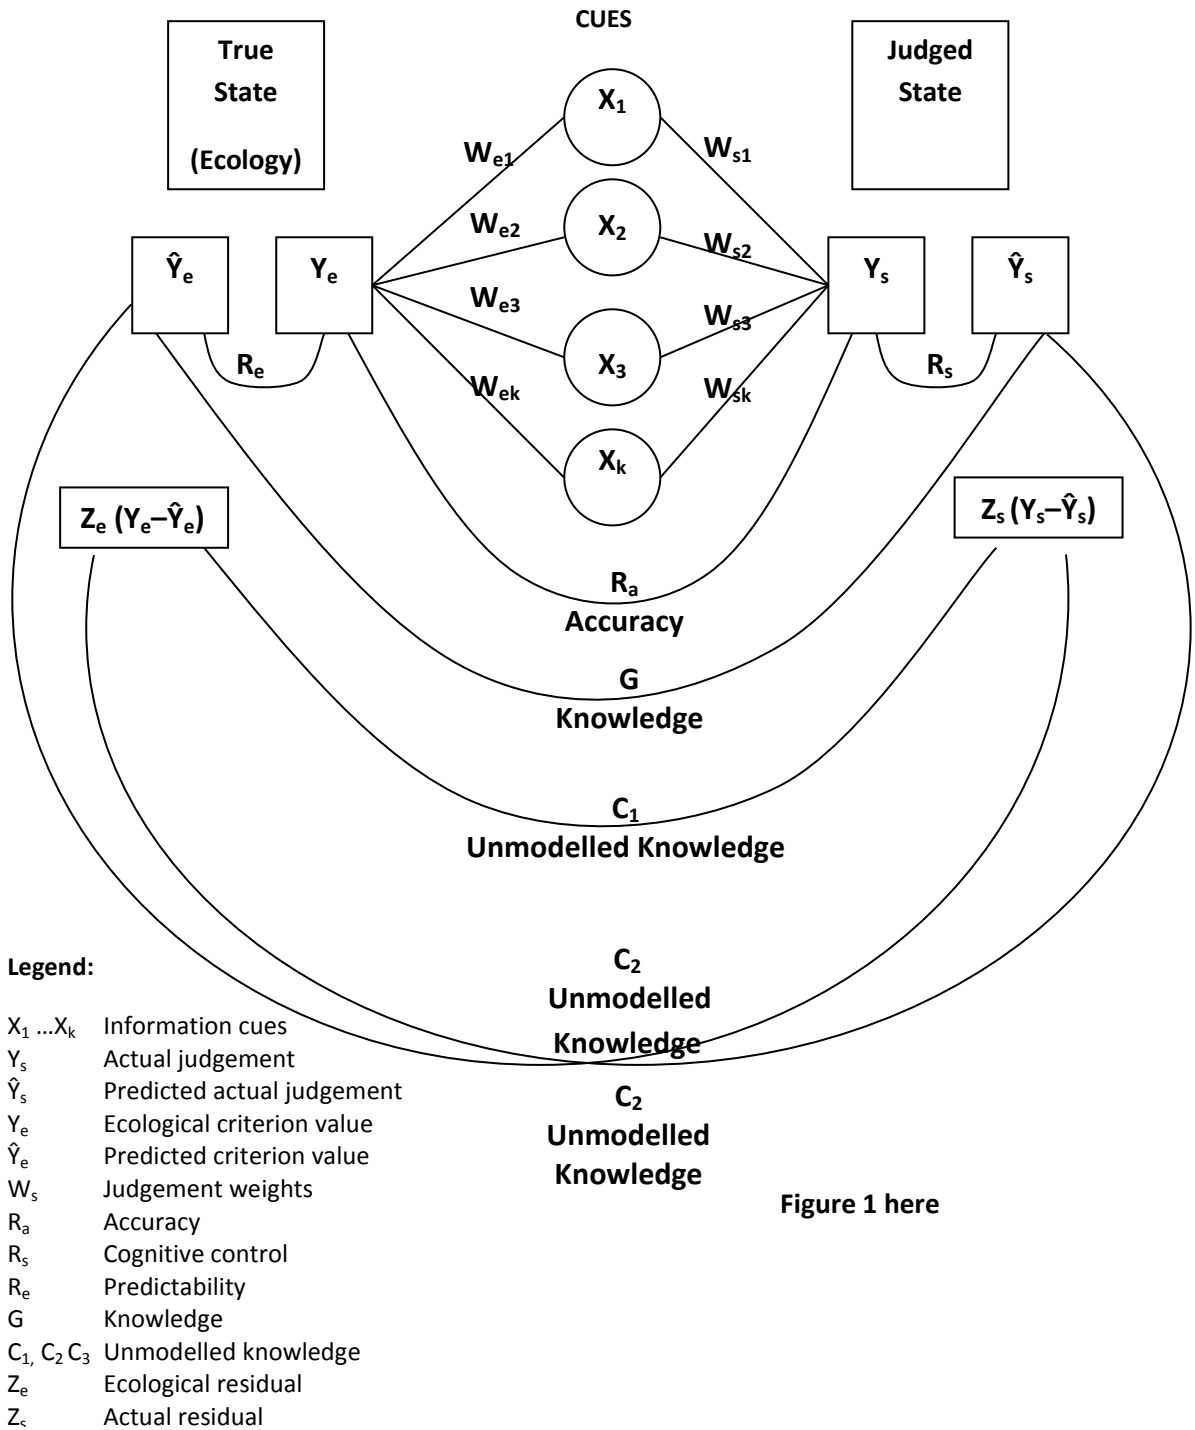 CUES
True
State
(Ecology)
Judged
State
X₁
Wₑ₁
Wₛ₁
X₂
Wₑ₂
Wₛ₂
Ŷₑ
Yₑ
Yₛ
Ŷₛ
Wₑ₃
Wₛ₃
X₃
Rₑ
Rₛ
Wₑₖ
Wₛₖ
Xₖ
Zₑ (Yₑ–Ŷₑ)
Zₛ (Yₛ–Ŷₛ)
Rₐ
Accuracy
G
Knowledge
C₁
Unmodelled Knowledge
C₂
Unmodelled
Knowledge
C₂
Unmodelled
Knowledge
Legend:
X₁ ...Xₖ Information cues
Yₛ Actual judgement
Ŷₛ Predicted actual judgement
Yₑ Ecological criterion value
Ŷₑ Predicted criterion value
Wₛ Judgement weights
Rₐ Accuracy
Rₛ Cognitive control
Rₑ Predictability
G Knowledge
C₁, C₂ C₃ Unmodelled knowledge
Zₑ Ecological residual
Zₛ Actual residual
Figure 1 here